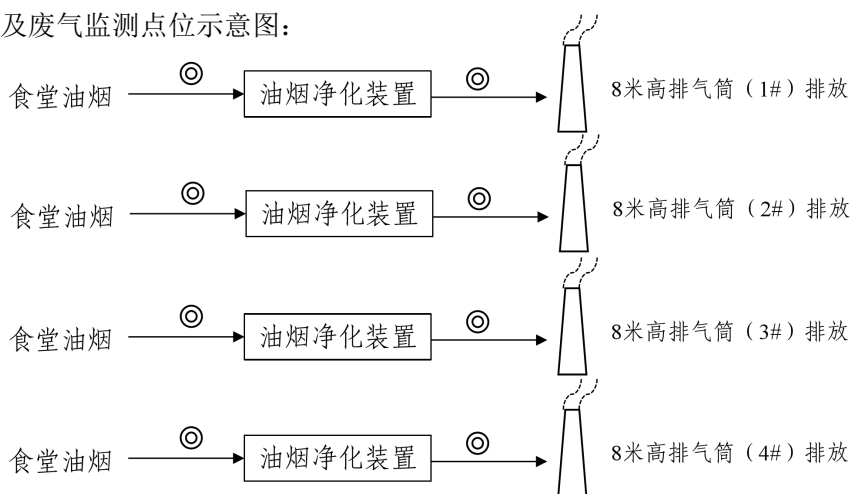 及废气监测点位示意图：
食堂油烟 ◎ 油烟净化装置 ◎ 8米高排气筒（1#）排放
食堂油烟 ◎ 油烟净化装置 ◎ 8米高排气筒（2#）排放
食堂油烟 ◎ 油烟净化装置 ◎ 8米高排气筒（3#）排放
食堂油烟 ◎ 油烟净化装置 ◎ 8米高排气筒（4#）排放